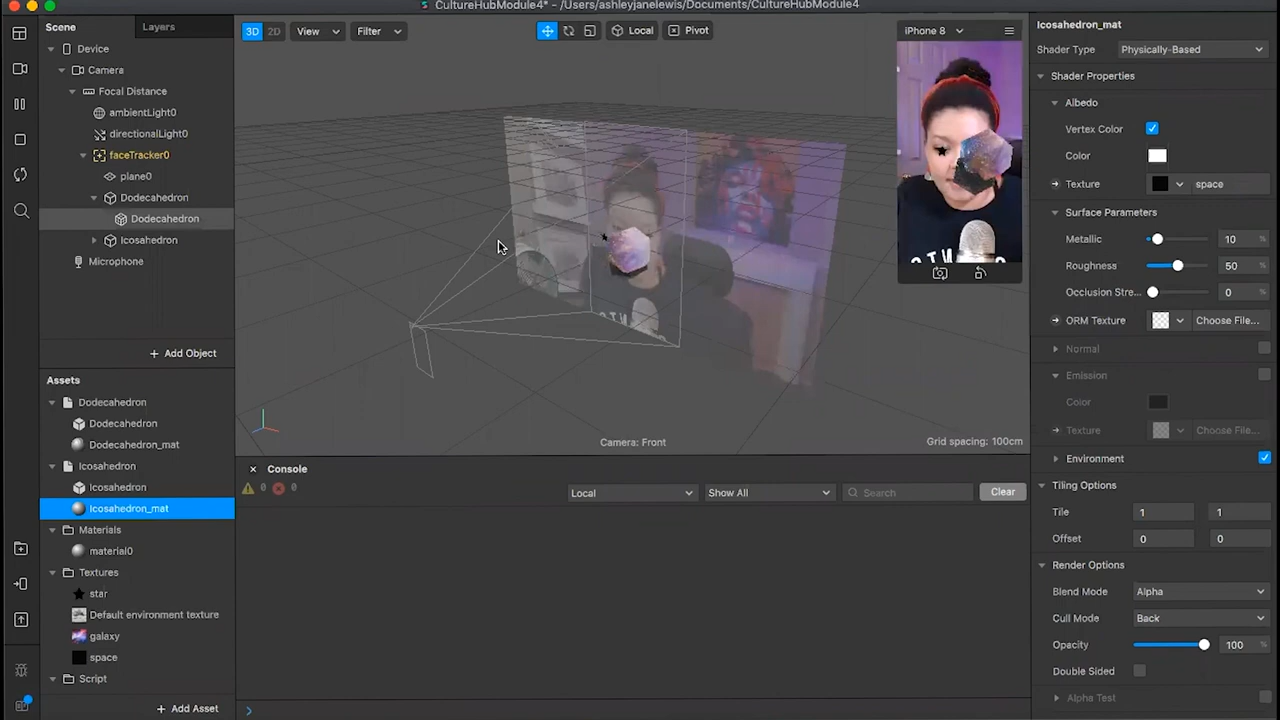 CultureHubModule4* - /Users/ashleyjanelewis/Documents/CultureHubModule4
Scene
Layers
Device
Camera
Focal Distance
ambientLight0
directionalLight0
faceTracker0
plane0
Dodecahedron
Dodecahedron
Icosahedron
Microphone
+ Add Object
Assets
Dodecahedron
Dodecahedron
Dodecahedron_mat
Icosahedron
Icosahedron
Icosahedron_mat
Materials
material0
Textures
star
Default environment texture
galaxy
space
Script
+ Add Asset
3D 2D View Filter
Local Pivot
iPhone 8
Camera: Front
Grid spacing: 100cm
Console
0 0
Local
Show All
Search
Clear
Icosahedron_mat
Shader Type Physically-Based
Shader Properties
Albedo
Vertex Color
Color
Texture space
Surface Parameters
Metallic 10 %
Roughness 50 %
Occlusion Stre... 0 %
ORM Texture Choose File...
Normal
Emission
Color
Texture Choose File...
Environment
Tiling Options
Tile 1 1
Offset 0 0
Render Options
Blend Mode Alpha
Cull Mode Back
Opacity 100 %
Double Sided
Alpha Test